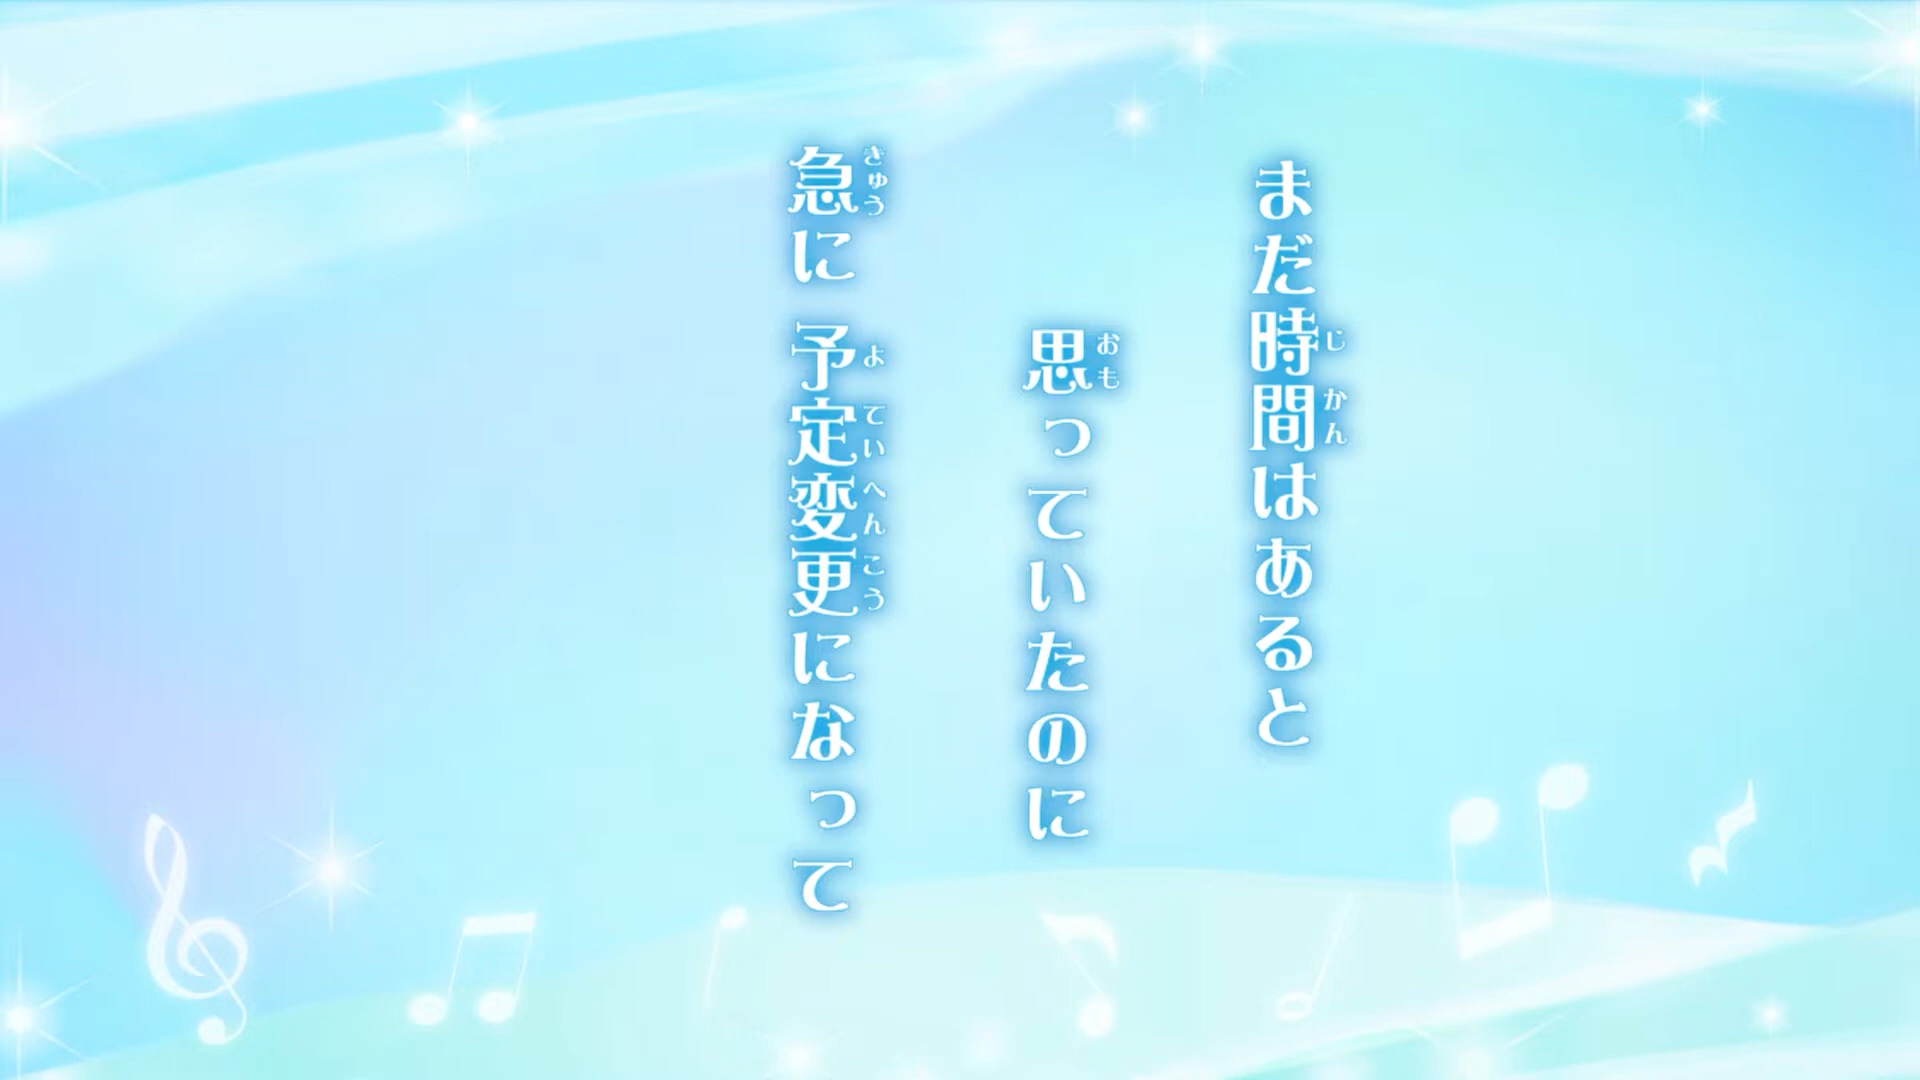 まだ時間はあると
思っていたのに
急に 予定変更になって